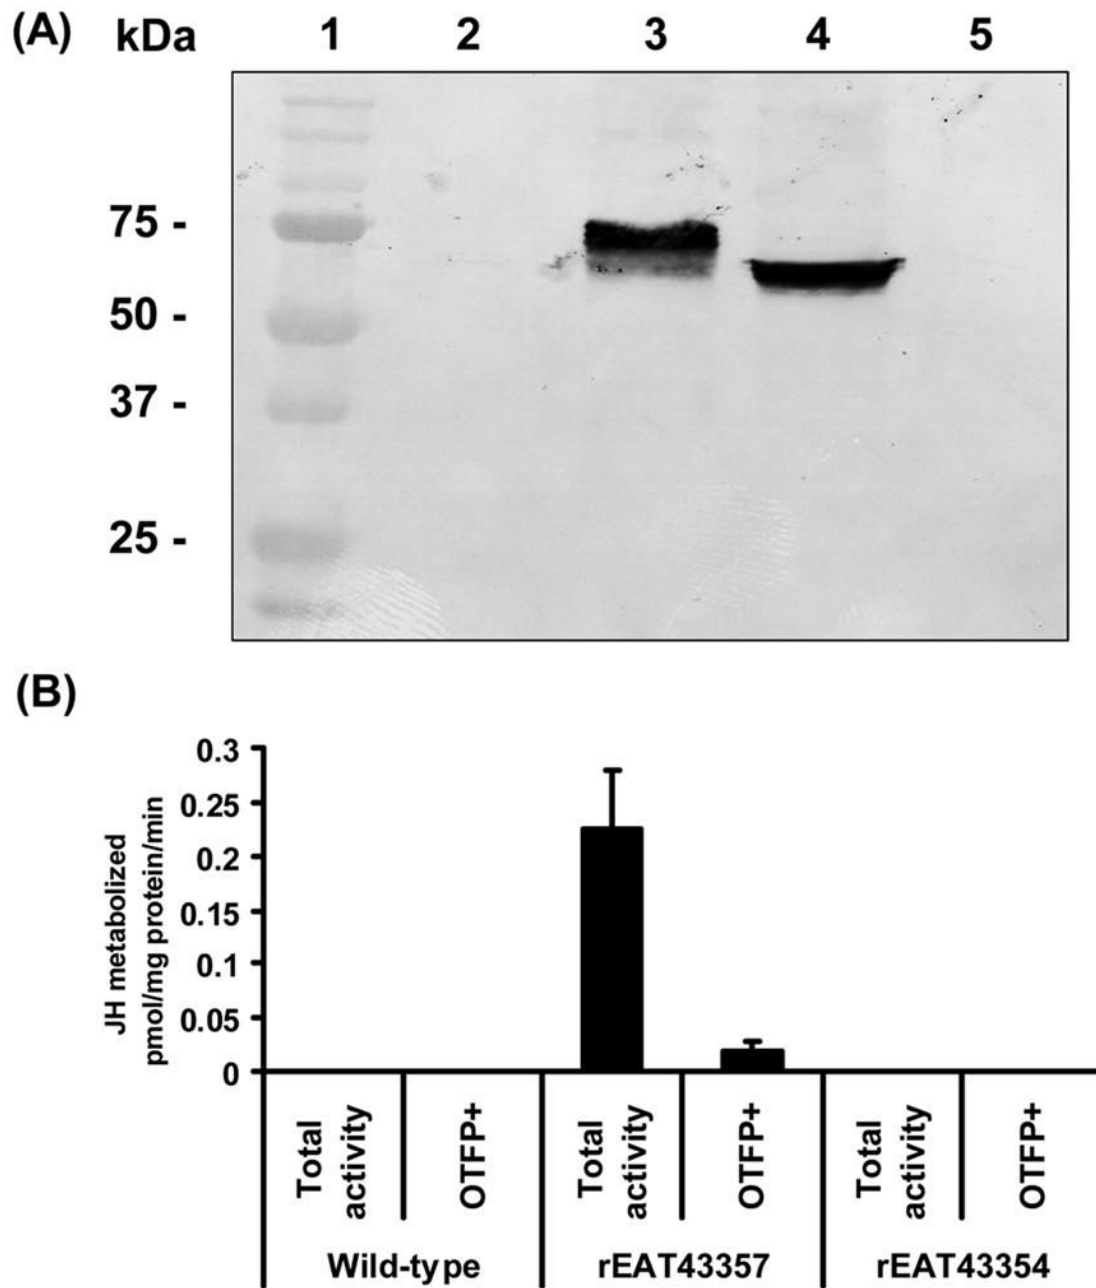 (A) kDa 1 2 3 4 5
75 -
50 -
37 -
25 -
(B)
JH metabolized
pmol/mg protein/min
0.3
0.25
0.2
0.15
0.1
0.05
0
Total
activity
OTFP+
Total
activity
OTFP+
Total
activity
OTFP+
Wild-type rEAT43357 rEAT43354